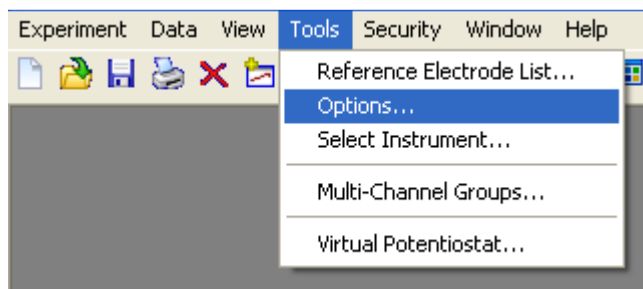 Experiment Data View Tools Security Window Help
Reference Electrode List...
Options...
Select Instrument...
Multi-Channel Groups...
Virtual Potentiostat...